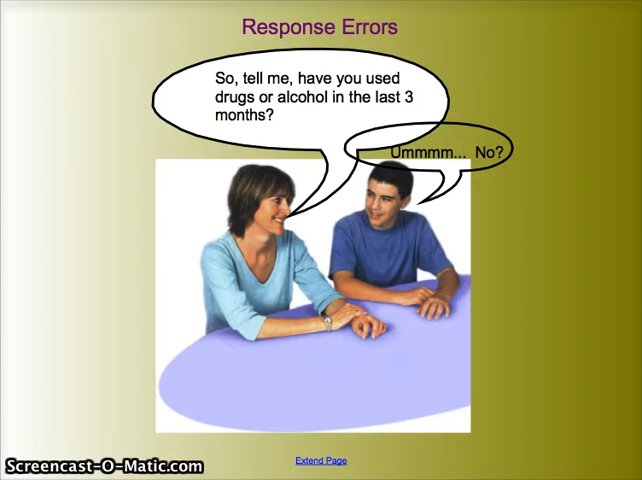 Response Errors
So, tell me, have you used
drugs or alcohol in the last 3
months?
Ummmm... No?
Extend Page
Screencast-O-Matic.com